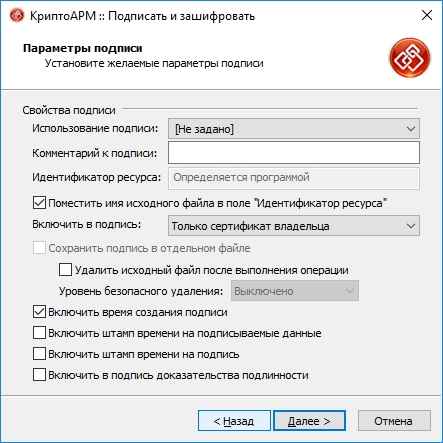 КриптоАРМ :: Подписать и зашифровать
Параметры подписи
Установите желаемые параметры подписи
Свойства подписи
Использование подписи: [Не задано]
Комментарий к подписи:
Идентификатор ресурса: Определяется программой
Поместить имя исходного файла в поле "Идентификатор ресурса"
Включить в подпись: Только сертификат владельца
Сохранить подпись в отдельном файле
Удалить исходный файл после выполнения операции
Уровень безопасного удаления: Выключено
Включить время создания подписи
Включить штамп времени на подписываемые данные
Включить штамп времени на подпись
Включить в подпись доказательства подлинности
< Назад Далее > Отмена